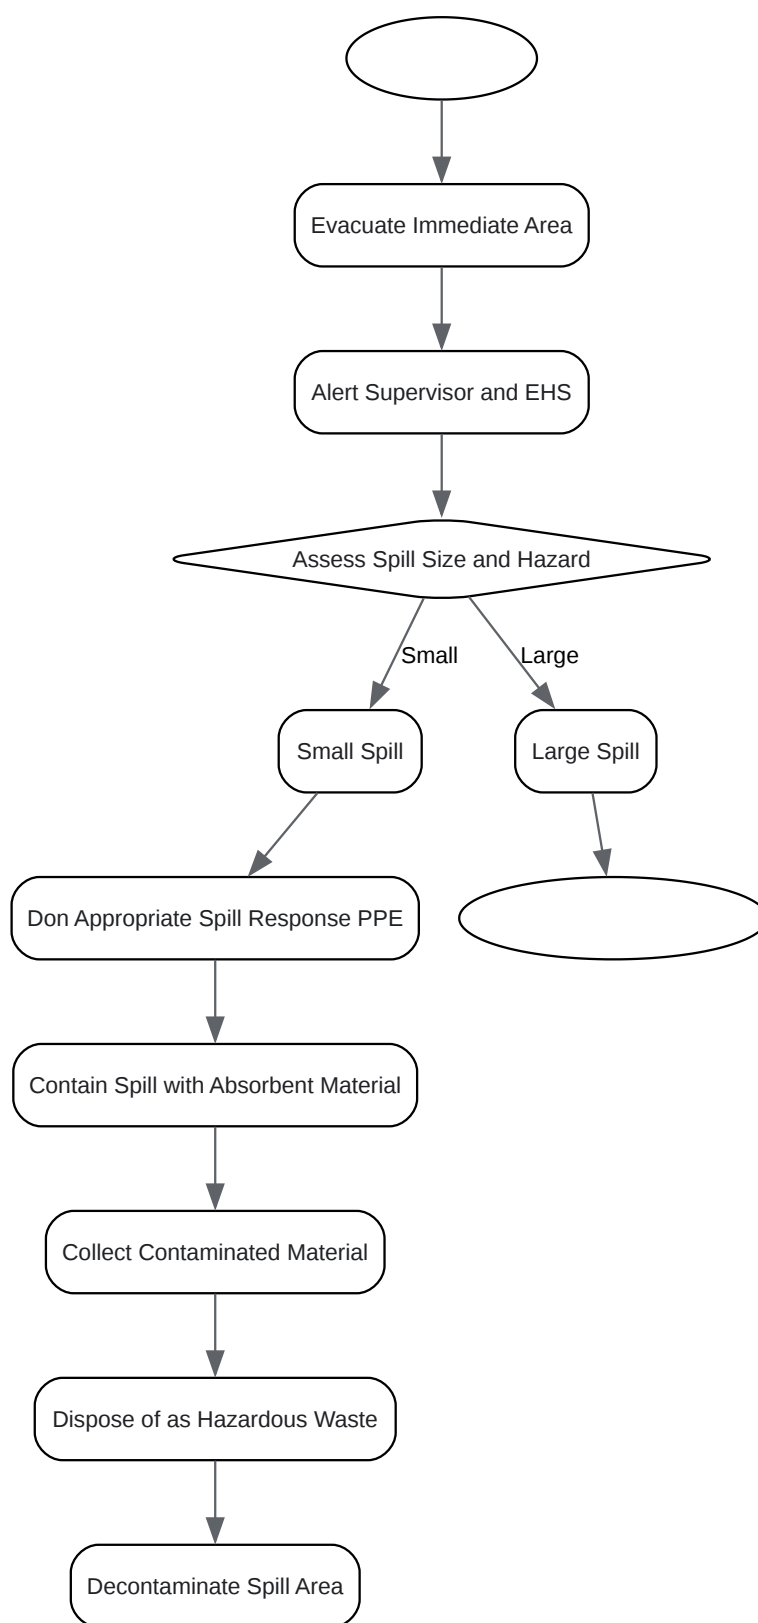 Evacuate Immediate Area
Alert Supervisor and EHS
Assess Spill Size and Hazard
Small
Large
Small Spill
Large Spill
Don Appropriate Spill Response PPE
Contain Spill with Absorbent Material
Collect Contaminated Material
Dispose of as Hazardous Waste
Decontaminate Spill Area